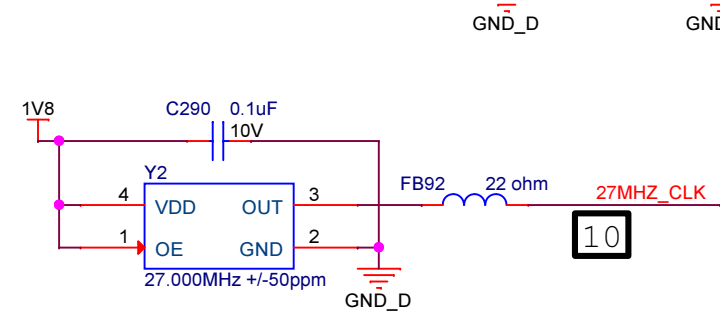 GND_D
GND
1V8
C290 0.1uF
10V
Y2
FB92 22 ohm
27MHZ_CLK
4 VDD OUT 3
1 OE GND 2
10
27.000MHz +/-50ppm
GND_D